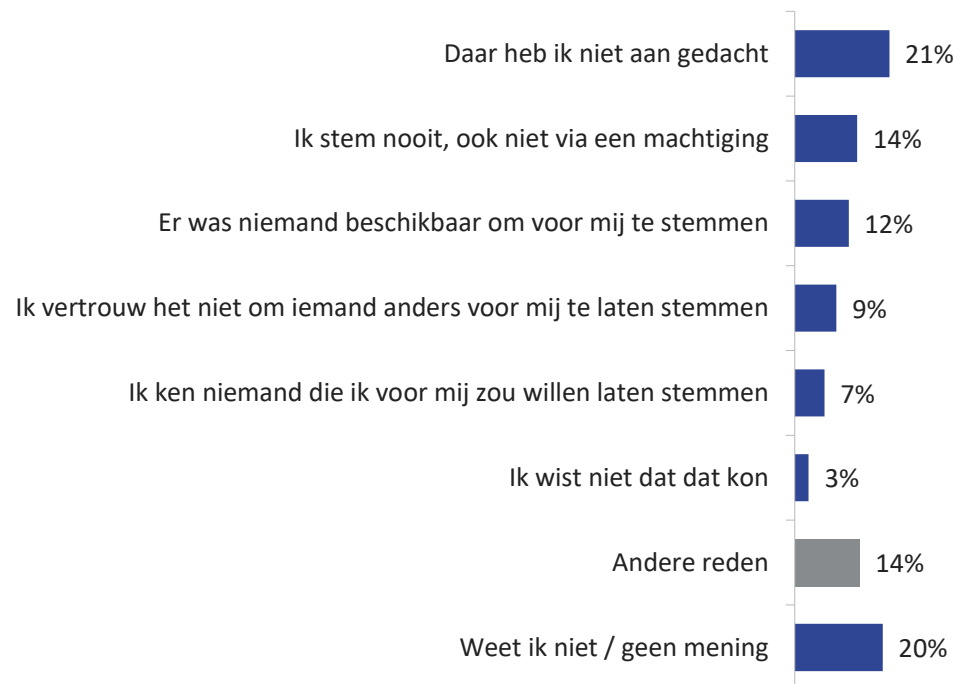 Daar heb ik niet aan gedacht 21%
Ik stem nooit, ook niet via een machtiging 14%
Er was niemand beschikbaar om voor mij te stemmen 12%
Ik vertrouw het niet om iemand anders voor mij te laten stemmen 9%
Ik ken niemand die ik voor mij zou willen laten stemmen 7%
Ik wist niet dat dat kon 3%
Andere reden 14%
Weet ik niet / geen mening 20%